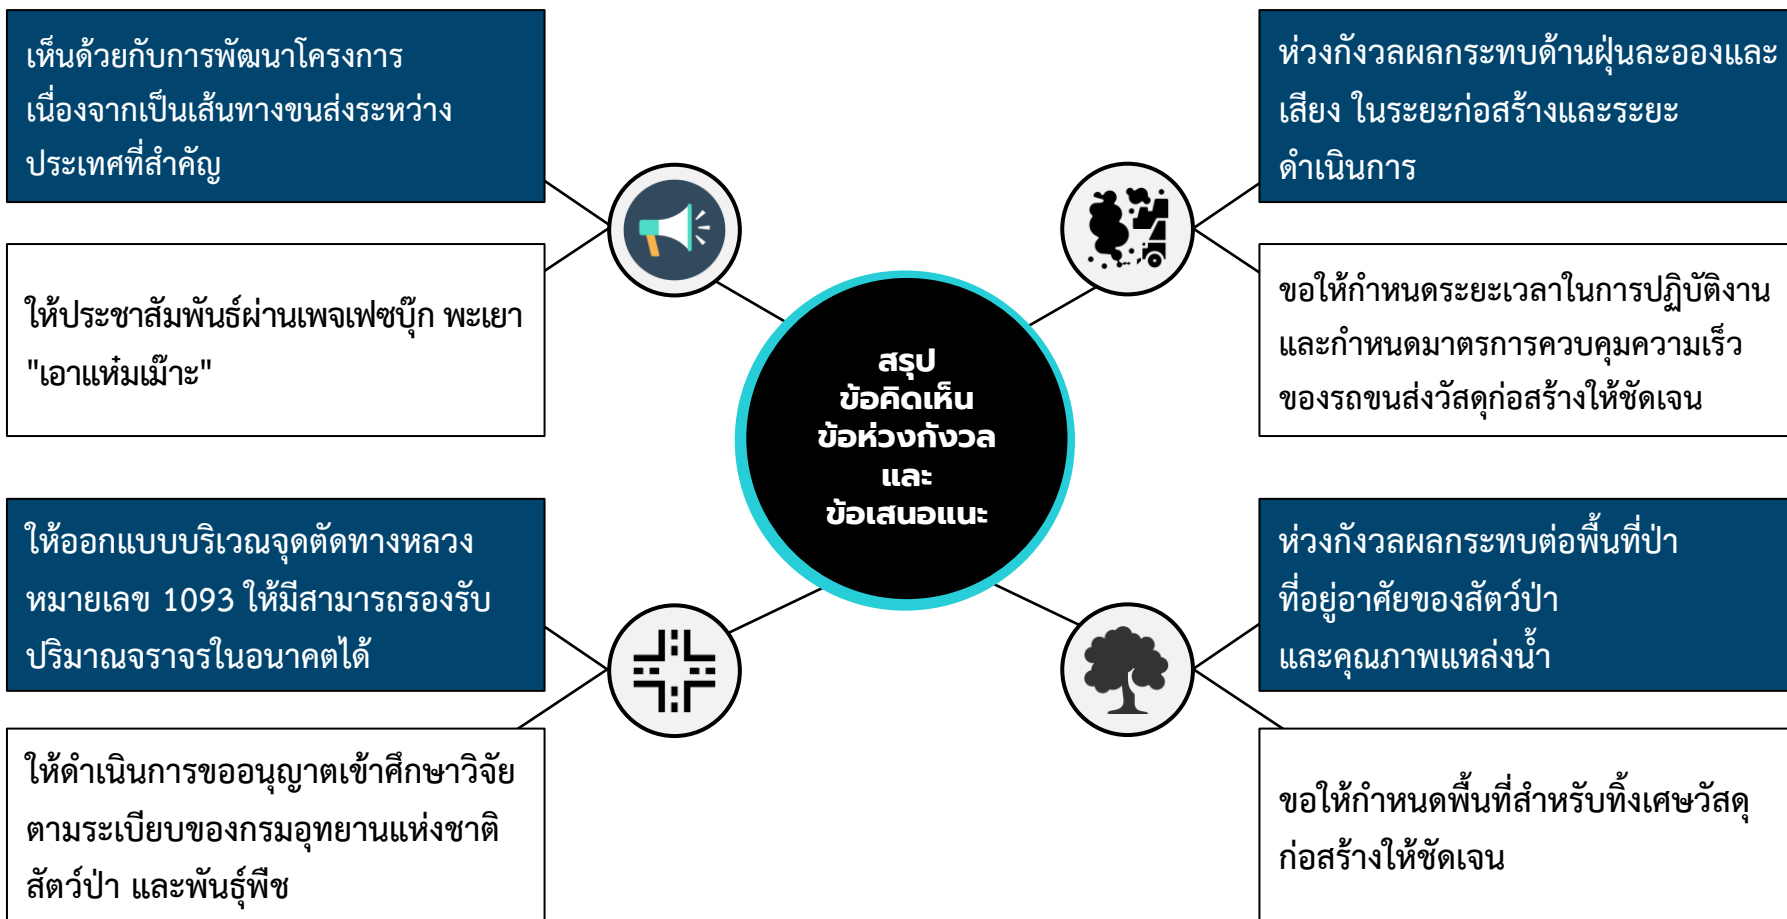 เห็นด้วยกับการพัฒนาโครงการ
เนื่องจากเป็นเส้นทางขนส่งระหว่าง
ประเทศที่สำคัญ
ให้ประชาสัมพันธ์ผ่านเพจเฟซบุ๊ก พะเยา
"เอาแห๋มเม๊าะ"
ให้ออกแบบบริเวณจุดตัดทางหลวง
หมายเลข 1093 ให้มีสามารถรองรับ
ปริมาณจราจรในอนาคตได้
ให้ดำเนินการขออนุญาตเข้าศึกษาวิจัย
ตามระเบียบของกรมอุทยานแห่งชาติ
สัตว์ป่า และพันธุ์พืช
สรุป
ข้อคิดเห็น
ข้อห่วงกังวล
และ
ข้อเสนอแนะ
ห่วงกังวลผลกระทบด้านฝุ่นละอองและ
เสียง ในระยะก่อสร้างและระยะ
ดำเนินการ
ขอให้กำหนดระยะเวลาในการปฏิบัติงาน
และกำหนดมาตรการควบคุมความเร็ว
ของรถขนส่งวัสดุก่อสร้างให้ชัดเจน
ห่วงกังวลผลกระทบต่อพื้นที่ป่า
ที่อยู่อาศัยของสัตว์ป่า
และคุณภาพแหล่งน้ำ
ขอให้กำหนดพื้นที่สำหรับทิ้งเศษวัสดุ
ก่อสร้างให้ชัดเจน